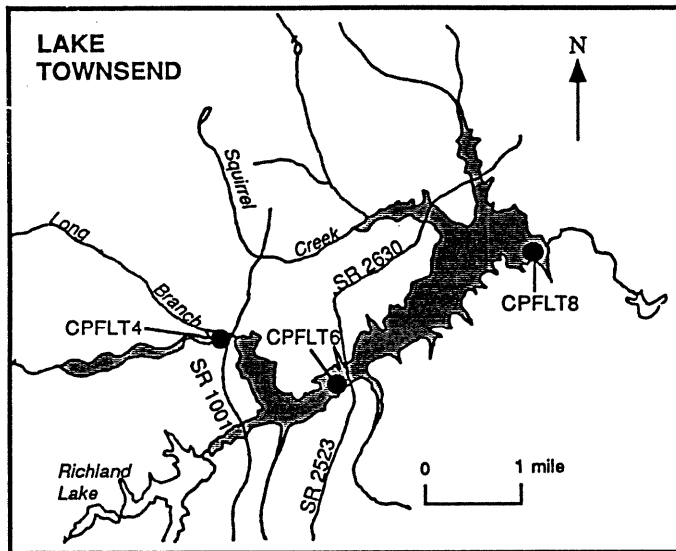 LAKE
TOWNSEND
N
Squirrel
Creek
Long
Branch
SR 2630
CPFLT8
CPFLT4
CPFLT6
SR 1001
SR 2523
Richland
Lake
0 1 mile